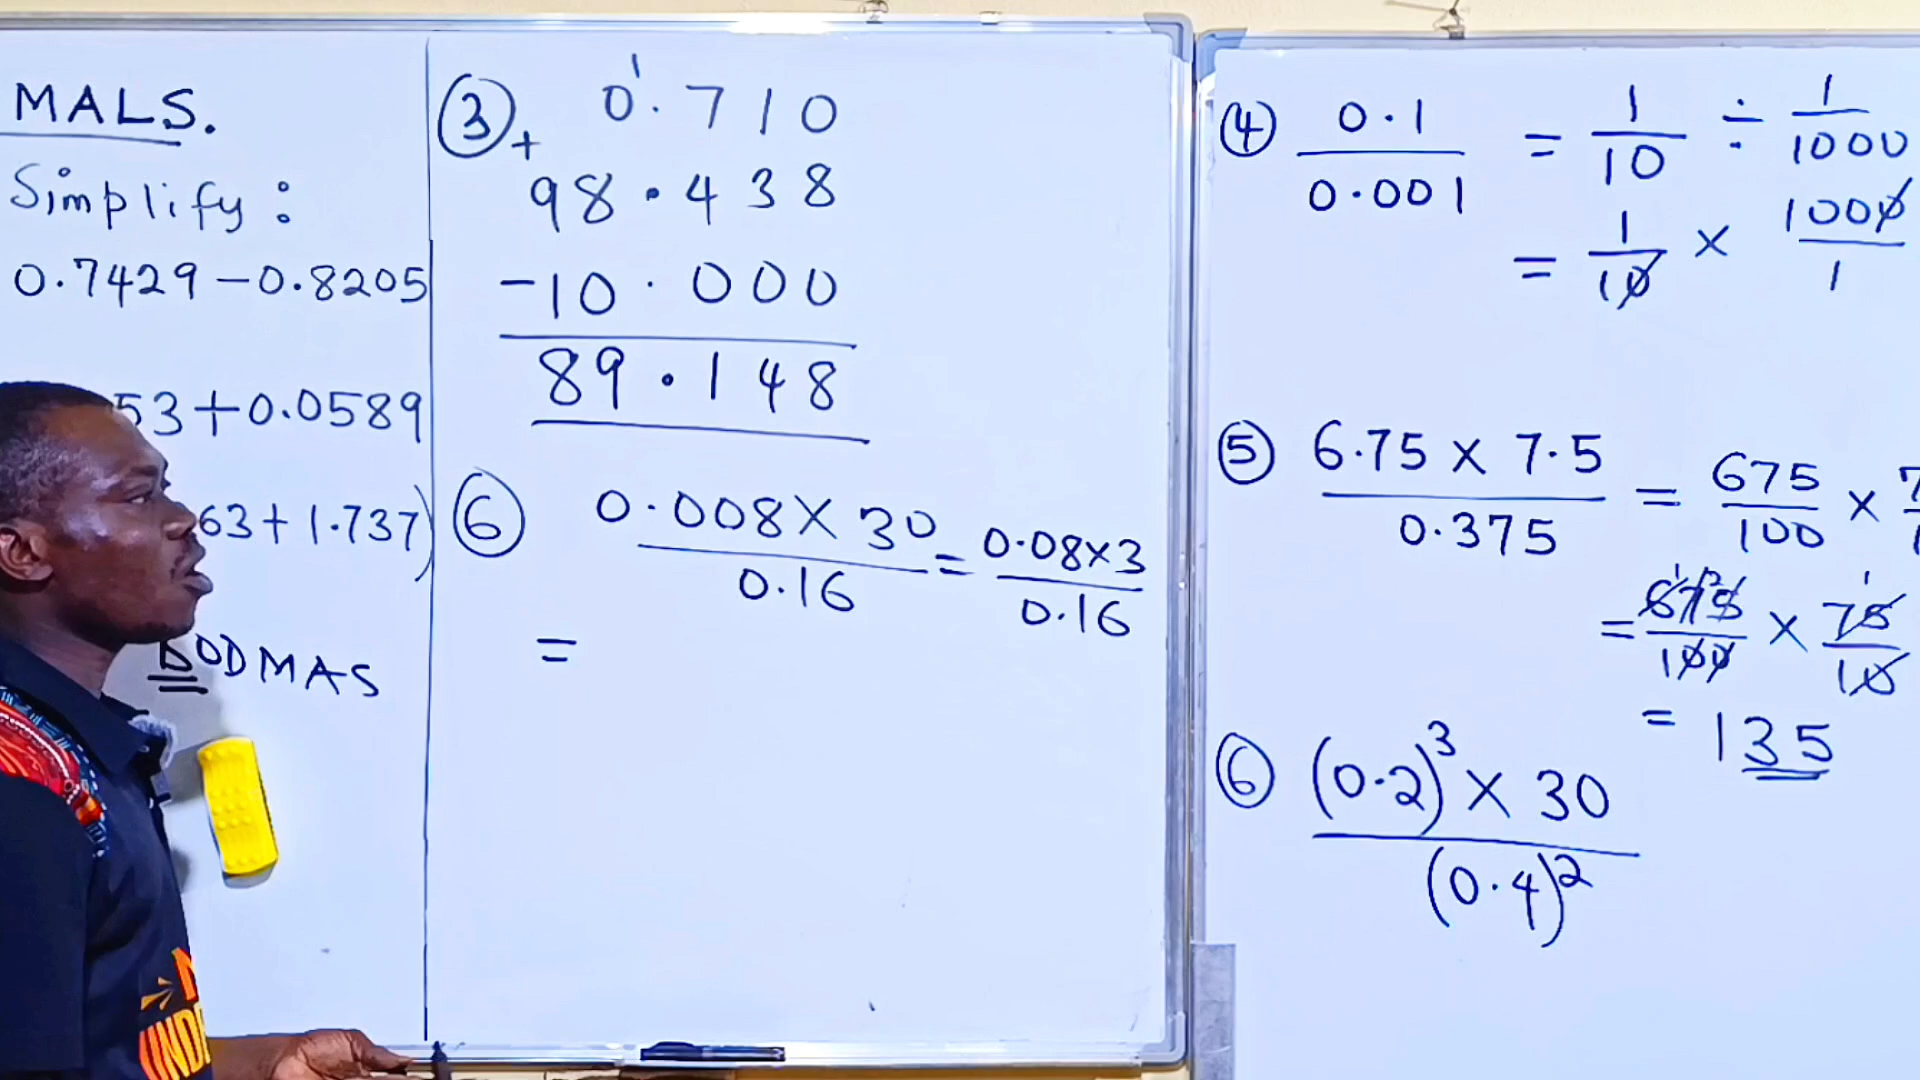 MALS.
Simplify :
0.7429 - 0.8205
53 + 0.0589
63 + 1.737)
BODMAS
③ 0.710
1
+ 98.438
- 10.000
89.148
⑥ 0.008 × 30 / 0.16 = 0.08×3 / 0.16
=
④ 0.1 / 0.001 = 1/10 ÷ 1/1000
= 1/10 × 1000/1
⑤ 6.75 × 7.5 / 0.375 = 675/100 ×
= 675/100 × 75/10
= 135
⑥ (0.2)³ × 30 / (0.4)²